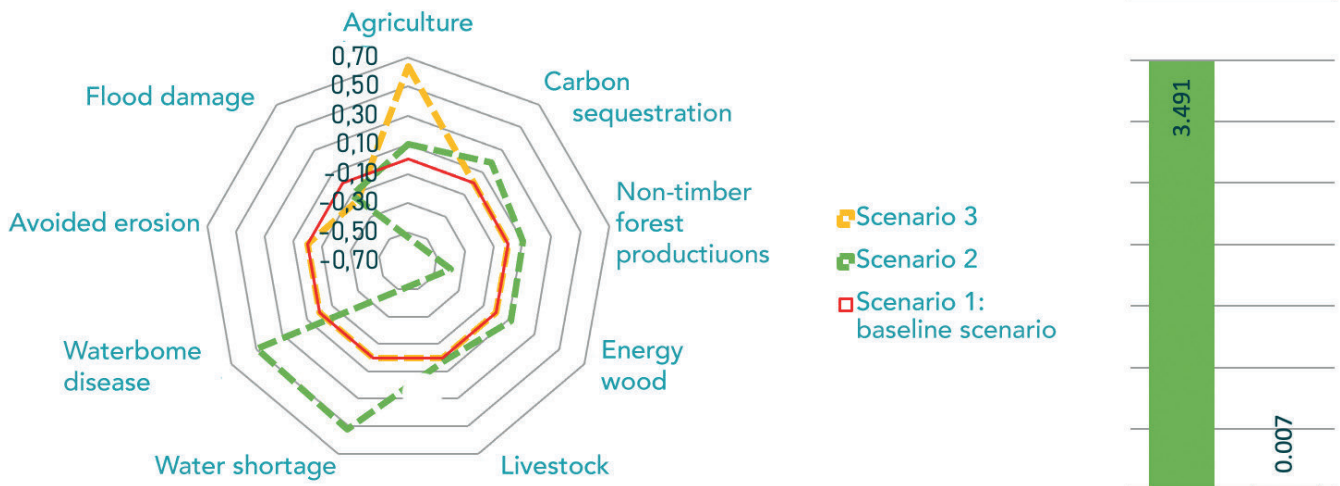 Agriculture
0,70
0,50
0,30
0,10
-0,10
-0,30
-0,50
-0,70
Carbon
sequestration
Non-timber
forest
productiuons
Energy
wood
Livestock
Water shortage
Waterbome
disease
Avoided erosion
Flood damage
Scenario 3
Scenario 2
Scenario 1:
baseline scenario
3.491
0.007